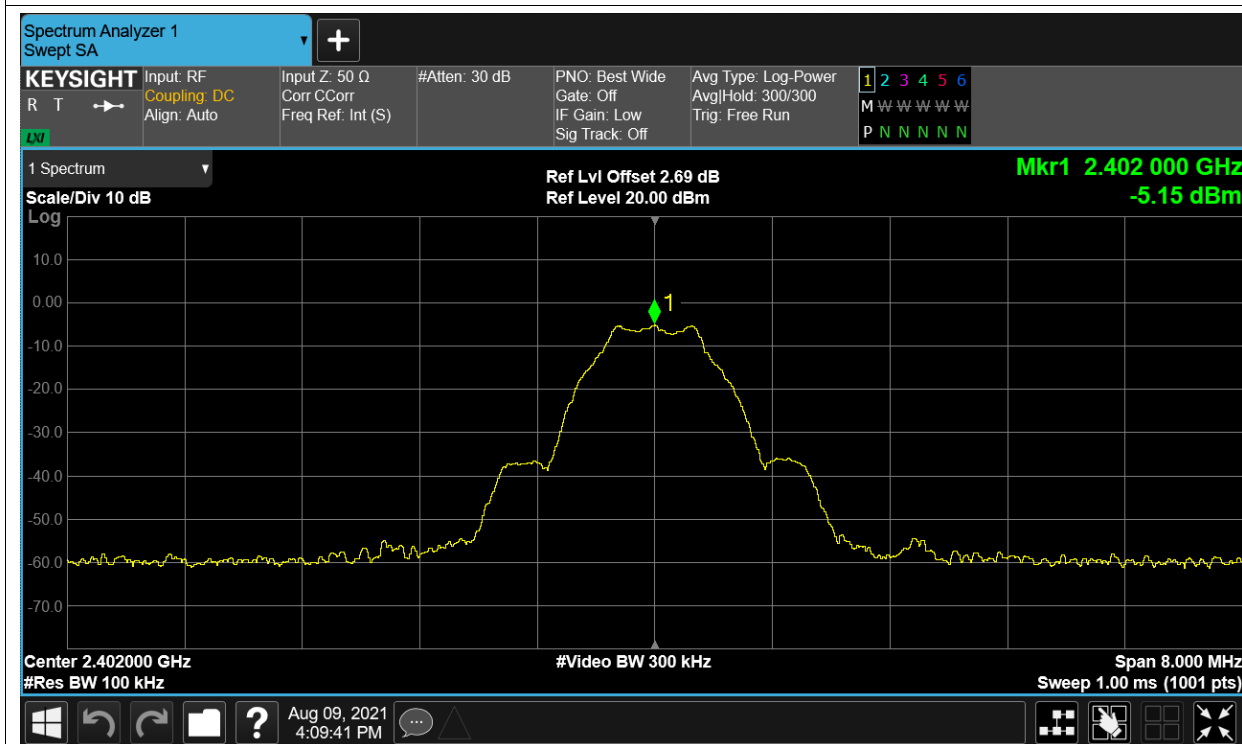 Spectrum Analyzer 1
Swept SA
+
KEYSIGHT
R T
LXI
Input: RF
Coupling: DC
Align: Auto
Input Z: 50 Ω
Corr CCorr
Freq Ref: Int (S)
#Atten: 30 dB
PNO: Best Wide
Gate: Off
IF Gain: Low
Sig Track: Off
Avg Type: Log-Power
Avg|Hold: 300/300
Trig: Free Run
1 2 3 4 5 6
M W W W W W
P N N N N N
1 Spectrum
Scale/Div 10 dB
Log
Ref Lvl Offset 2.69 dB
Ref Level 20.00 dBm
Mkr1 2.402 000 GHz
-5.15 dBm
10.0
0.00
-10.0
-20.0
-30.0
-40.0
-50.0
-60.0
-70.0
1
Center 2.402000 GHz
#Res BW 100 kHz
#Video BW 300 kHz
Span 8.000 MHz
Sweep 1.00 ms (1001 pts)
?
Aug 09, 2021
4:09:41 PM